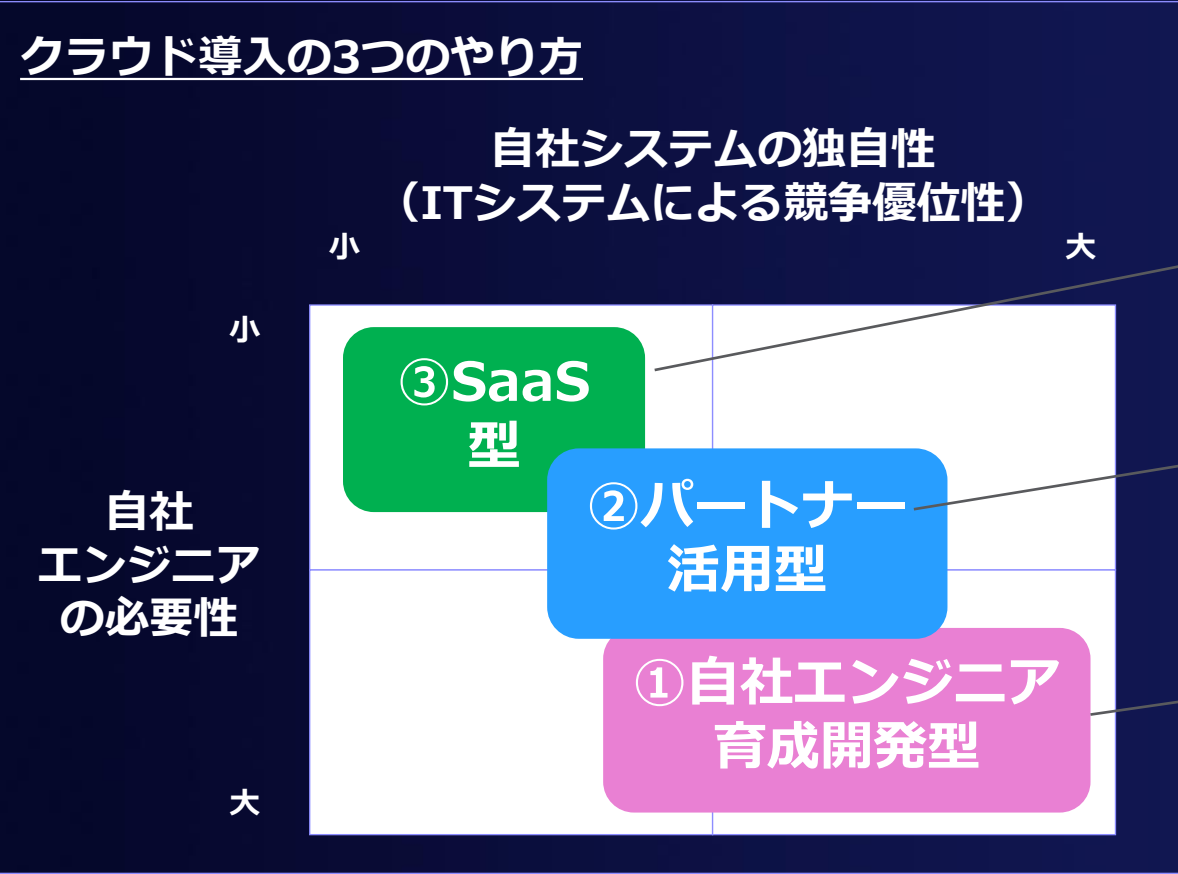 クラウド導入の3つのやり方
自社システムの独自性
（ITシステムによる競争優位性）
小
大
小
③SaaS
型
②パートナー
活用型
自社
エンジニア
の必要性
①自社エンジニア
育成開発型
大